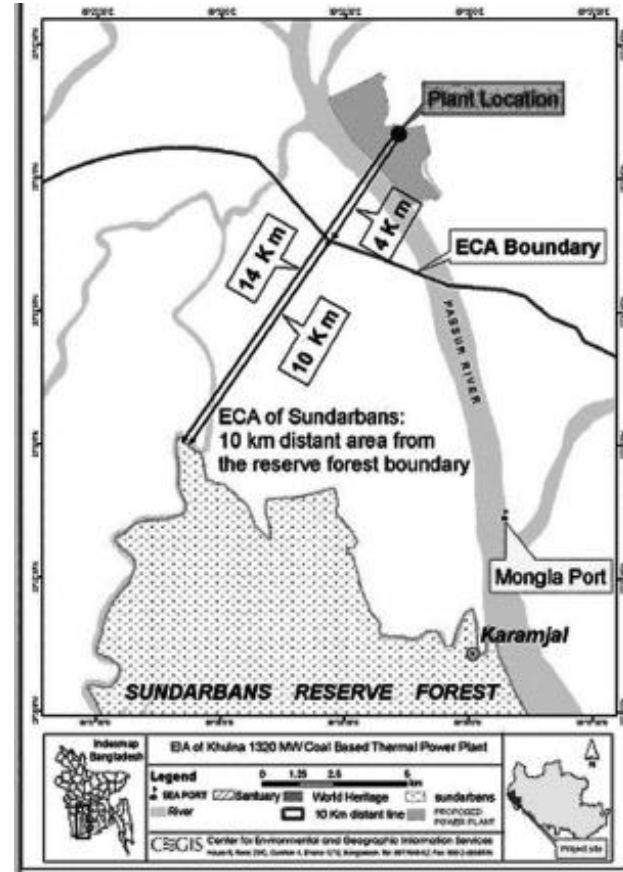 Plant Location
4 Km
ECA Boundary
14 Km
10 Km
PASSUR RIVER
ECA of Sundarbans:
10 km distant area from
the reserve forest boundary
Mongla Port
Karamjal
SUNDARBANS RESERVE FOREST
Indexmap
Bangladesh
EIA of Khulna 1320 MW Coal Based Thermal Power Plant
Legend
0 1.25 2.5 5
km
SEA PORT Santuary World Heritage sundarbans
River 10 Km distant line PROPOSED
POWER PLANT
CEGIS Center for Environmental and Geographic Information Services
N
Project site